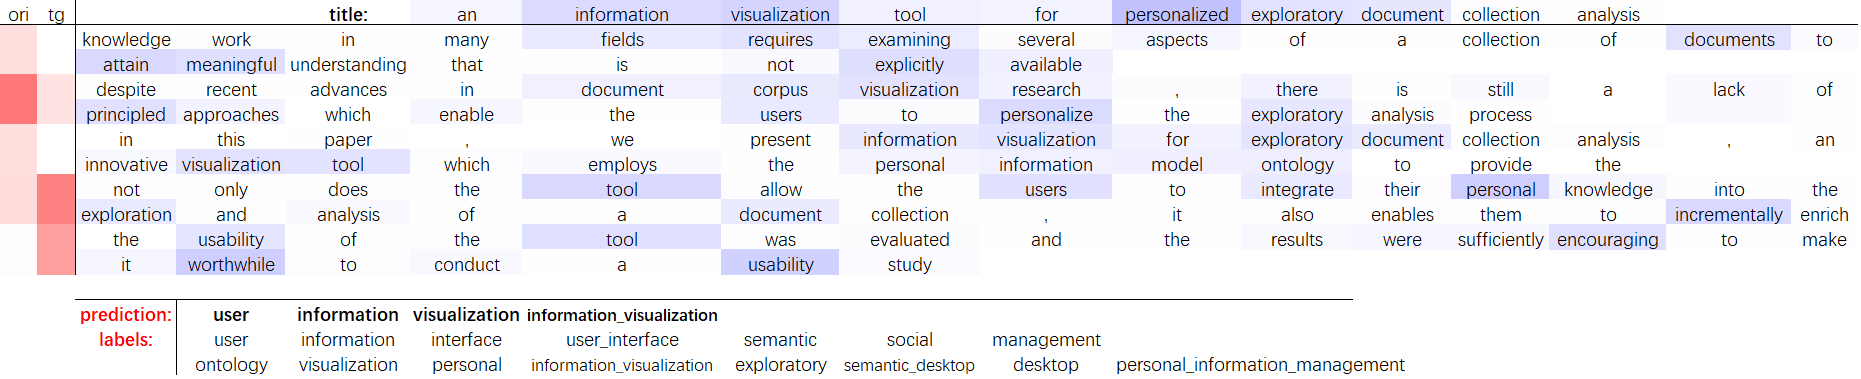 ori tg title: an information visualization tool for personalized exploratory document collection analysis
knowledge work in many fields requires examining several aspects of a collection of documents to
attain meaningful understanding that is not explicitly available
despite recent advances in document corpus visualization research , there is still a lack of
principled approaches which enable the users to personalize the exploratory analysis process
in this paper , we present information visualization for exploratory document collection analysis , an
innovative visualization tool which employs the personal information model ontology to provide the
not only does the tool allow the users to integrate their personal knowledge into the
exploration and analysis of a document collection , it also enables them to incrementally enrich
the usability of the tool was evaluated and the results were sufficiently encouraging to make
it worthwhile to conduct a usability study
prediction: user information visualization information_visualization
labels: user information interface user_interface semantic social management
ontology visualization personal information_visualization exploratory semantic_desktop desktop personal_information_management